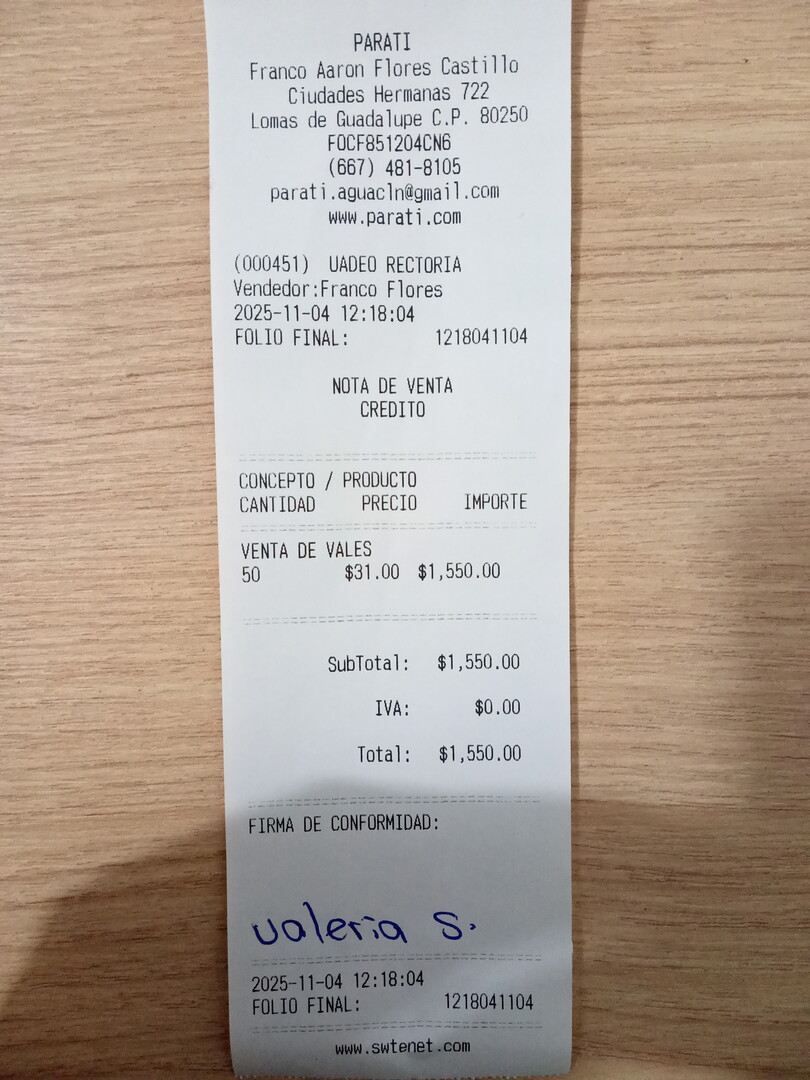 PARATI
Franco Aaron Flores Castillo
Ciudades Hermanas 722
Lomas de Guadalupe C.P. 80250
FOCF851204CN6
(667) 481-8105
parati.aguacln@gmail.com
www.parati.com
(000451) UADEO RECTORIA
Vendedor:Franco Flores
2025-11-04 12:18:04
FOLIO FINAL: 1218041104
NOTA DE VENTA
CREDITO
CONCEPTO / PRODUCTO
CANTIDAD PRECIO IMPORTE
VENTA DE VALES
50 $31.00 $1,550.00
SubTotal: $1,550.00
IVA: $0.00
Total: $1,550.00
FIRMA DE CONFORMIDAD:
valeria S.
2025-11-04 12:18:04
FOLIO FINAL: 1218041104
www.swtenet.com